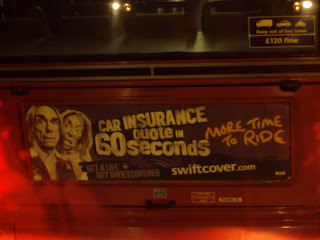 Keep out of bus lanes
£120 fine
CAR INSURANCE
quote in
60 seconds
MORE TIME
TO RIDE
GET A LIFE
GET SWIFTCOVERED
swiftcover.com